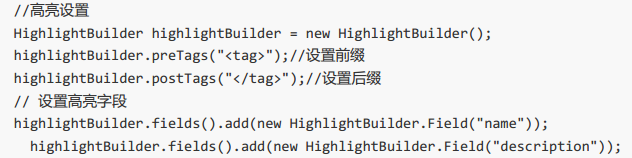 //高亮设置
HighlightBuilder highlightBuilder = new HighlightBuilder();
highlightBuilder.preTags("<tag>");//设置前缀
highlightBuilder.postTags("</tag>");//设置后缀
// 设置高亮字段
highlightBuilder.fields().add(new HighlightBuilder.Field("name"));
  highlightBuilder.fields().add(new HighlightBuilder.Field("description"));